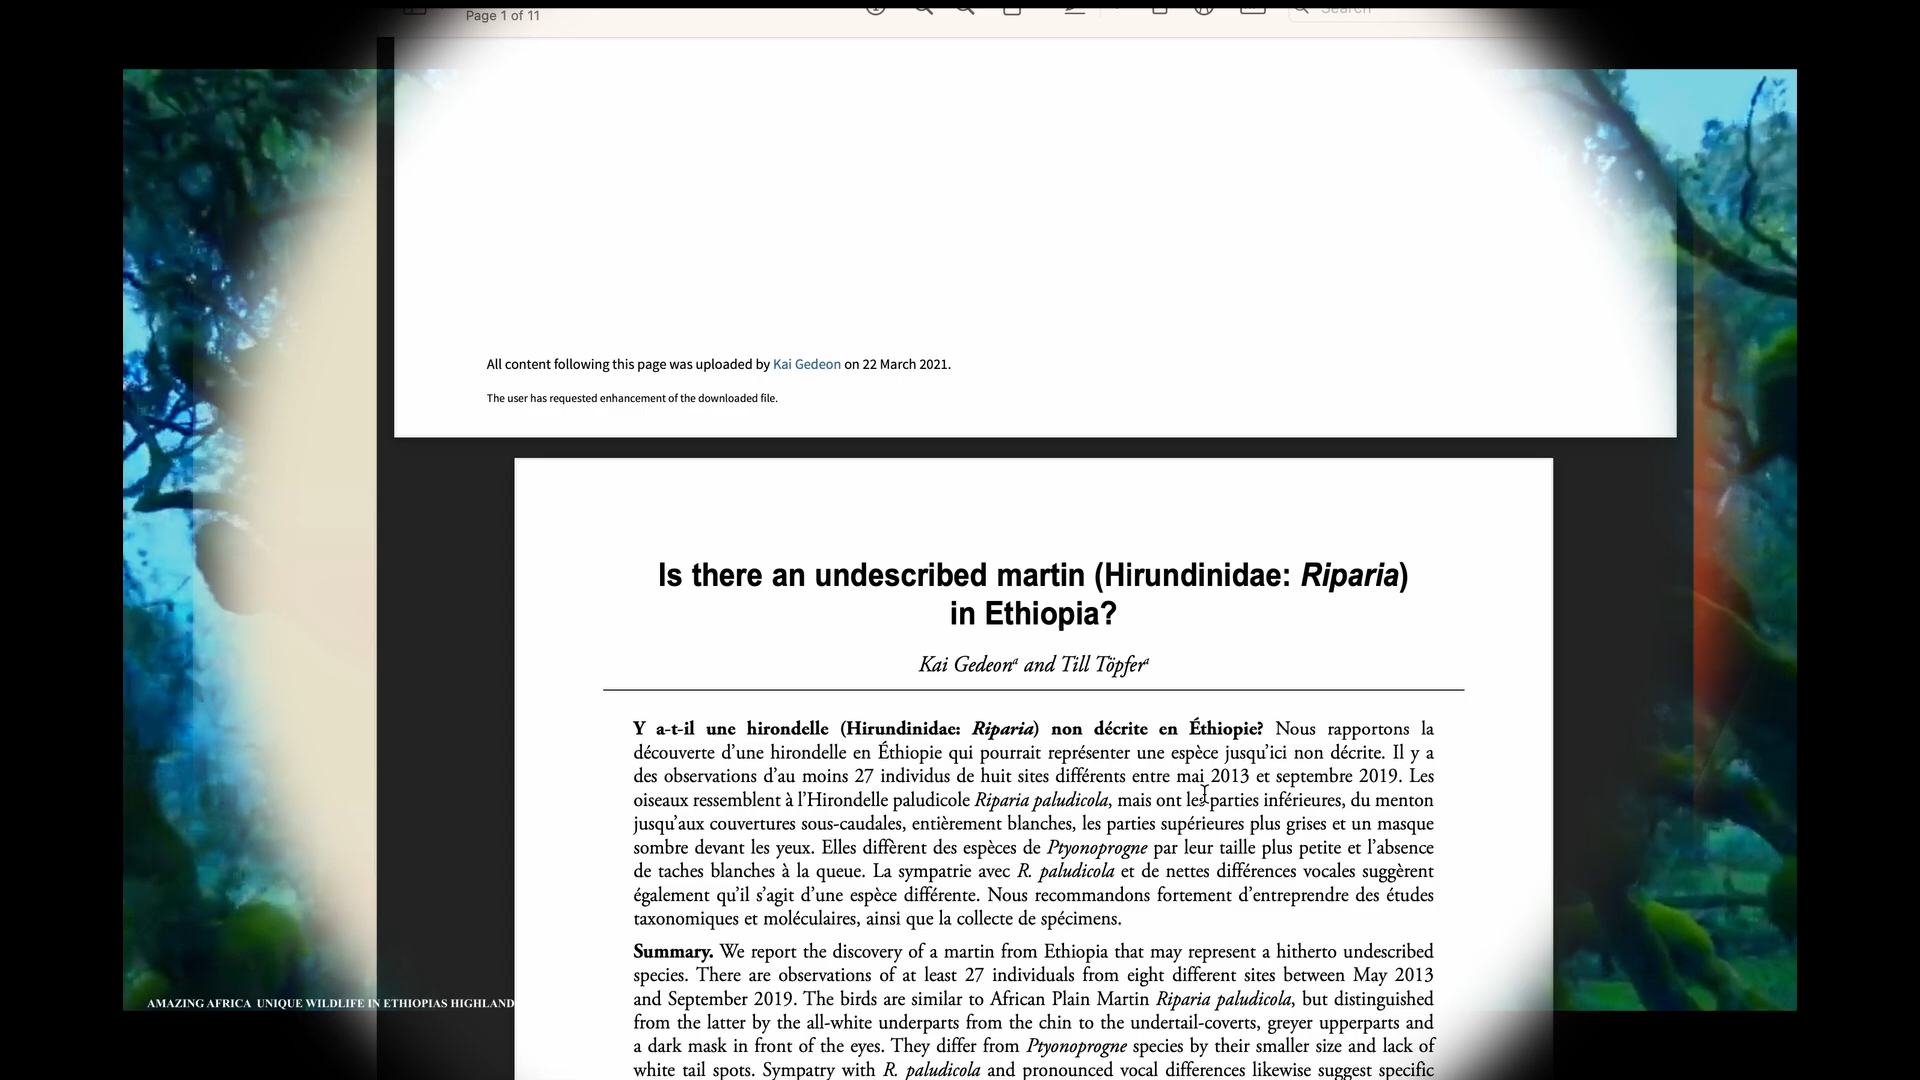 Page 1 of 11
Search
All content following this page was uploaded by Kai Gedeon on 22 March 2021.
The user has requested enhancement of the downloaded file.
Is there an undescribed martin (Hirundinidae: Riparia)
in Ethiopia?
Kai Gedeonª and Till Töpferª
Y a-t-il une hirondelle (Hirundinidae: Riparia) non décrite en Éthiopie? Nous rapportons la
découverte d’une hirondelle en Éthiopie qui pourrait représenter une espèce jusqu’ici non décrite. Il y a
des observations d’au moins 27 individus de huit sites différents entre mai 2013 et septembre 2019. Les
oiseaux ressemblent à l’Hirondelle paludicole Riparia paludicola, mais ont les parties inférieures, du menton
jusqu’aux couvertures sous-caudales, entièrement blanches, les parties supérieures plus grises et un masque
sombre devant les yeux. Elles diffèrent des espèces de Ptyonoprogne par leur taille plus petite et l’absence
de taches blanches à la queue. La sympatrie avec R. paludicola et de nettes différences vocales suggèrent
également qu’il s’agit d’une espèce différente. Nous recommandons fortement d’entreprendre des études
taxonomiques et moléculaires, ainsi que la collecte de spécimens.
Summary. We report the discovery of a martin from Ethiopia that may represent a hitherto undescribed
species. There are observations of at least 27 individuals from eight different sites between May 2013
and September 2019. The birds are similar to African Plain Martin Riparia paludicola, but distinguished
from the latter by the all-white underparts from the chin to the undertail-coverts, greyer upperparts and
a dark mask in front of the eyes. They differ from Ptyonoprogne species by their smaller size and lack of
white tail spots. Sympatry with R. paludicola and pronounced vocal differences likewise suggest specific
AMAZING AFRICA UNIQUE WILDLIFE IN ETHIOPIAS HIGHLAND